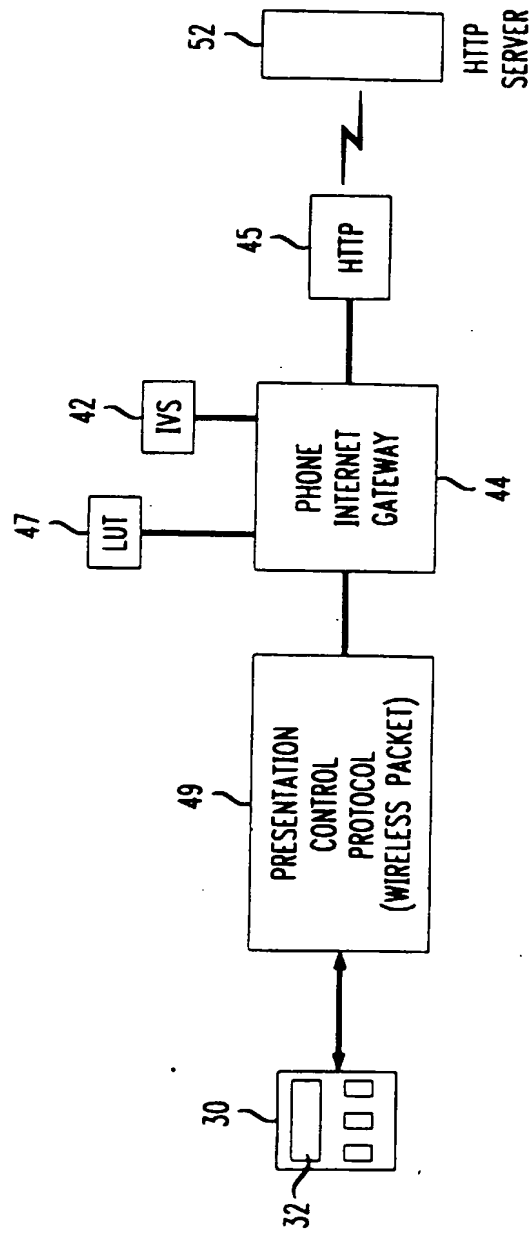 30
32
49
PRESENTATION
CONTROL
PROTOCOL
(WIRELESS PACKET)
47
LUT
42
IVS
PHONE
INTERNET
GATEWAY
44
45
HTTP
52
HTTP
SERVER